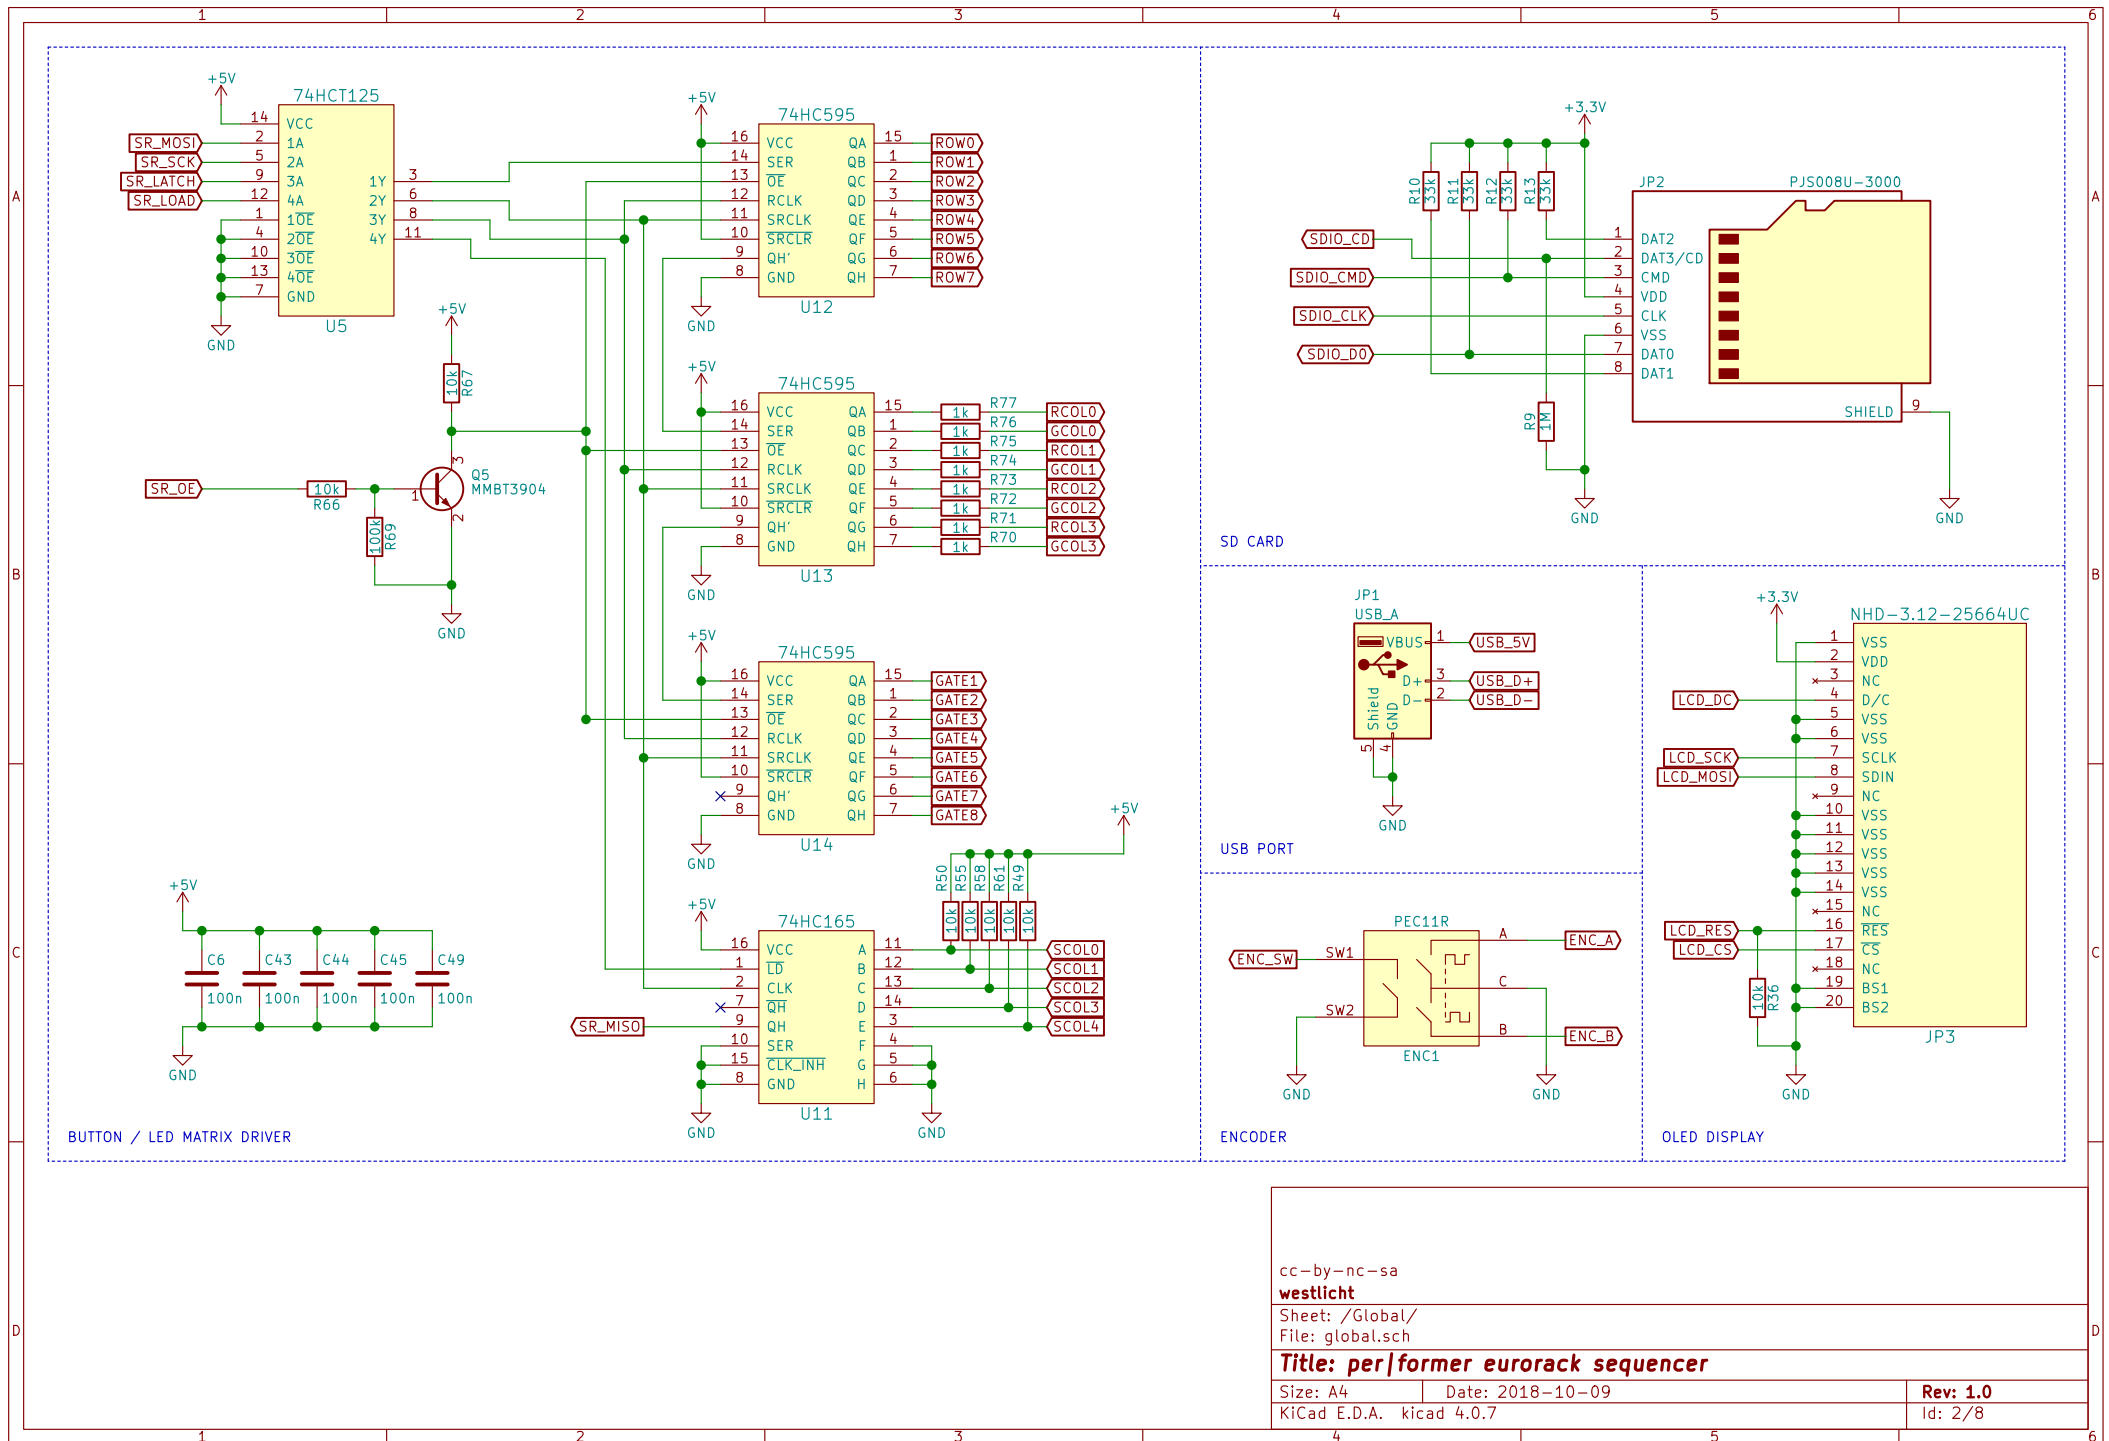 1 2 3 4 5 6
A A
B B
C C
D D
1 2 3 4 5 6
+5V
74HCT125
14 VCC
SR_MOSI 2 1A
SR_SCK 5 2A
SR_LATCH 9 3A 1Y 3
SR_LOAD 12 4A 2Y 6
1 1OE 3Y 8
4 2OE 4Y 11
10 3OE
13 4OE
7 GND
U5
GND
+5V
10k R67
SR_OE
10k
R66
100k R69
1 3 2
Q5
MMBT3904
GND
+5V
74HC595
16 VCC QA 15 ROW0
14 SER QB 1 ROW1
13 OE QC 2 ROW2
12 RCLK QD 3 ROW3
11 SRCLK QE 4 ROW4
10 SRCLR QF 5 ROW5
9 QH' QG 6 ROW6
8 GND QH 7 ROW7
U12
GND
+5V
74HC595
16 VCC QA 15 1k R77 RCOL0
14 SER QB 1 1k R76 GCOL0
13 OE QC 2 1k R75 RCOL1
12 RCLK QD 3 1k R74 GCOL1
11 SRCLK QE 4 1k R73 RCOL2
10 SRCLR QF 5 1k R72 GCOL2
9 QH' QG 6 1k R71 RCOL3
8 GND QH 7 1k R70 GCOL3
U13
GND
+5V
74HC595
16 VCC QA 15 GATE1
14 SER QB 1 GATE2
13 OE QC 2 GATE3
12 RCLK QD 3 GATE4
11 SRCLK QE 4 GATE5
10 SRCLR QF 5 GATE6
9 QH' QG 6 GATE7
8 GND QH 7 GATE8
U14
GND
+5V
R50 R55 R58 R61 R49
10k 10k 10k 10k 10k
+5V
74HC165
16 VCC A 11 SCOL0
1 LD B 12 SCOL1
2 CLK C 13 SCOL2
7 QH D 14 SCOL3
SR_MISO 9 QH E 3 SCOL4
10 SER F 4
15 CLK_INH G 5
8 GND H 6
U11
GND GND
+5V
C6 C43 C44 C45 C49
100n 100n 100n 100n 100n
GND
BUTTON / LED MATRIX DRIVER
+3.3V
R10 33k R11 33k R12 33k R13 33k
JP2 PJS008U-3000
SDIO_CD 1 DAT2
2 DAT3/CD
SDIO_CMD 3 CMD
4 VDD
SDIO_CLK 5 CLK
6 VSS
SDIO_D0 7 DAT0
8 DAT1
R9 1M
SHIELD 9
GND GND
SD CARD
JP1
USB_A
VBUS 1 USB_5V
D+ 3 USB_D+
D- 2 USB_D-
Shield GND
5 4
GND
USB PORT
PEC11R
ENC_SW SW1 A ENC_A
C
SW2 B ENC_B
ENC1
GND GND
ENCODER
+3.3V
NHD-3.12-25664UC
1 VSS
2 VDD
3 NC
LCD_DC 4 D/C
5 VSS
6 VSS
LCD_SCK 7 SCLK
LCD_MOSI 8 SDIN
9 NC
10 VSS
11 VSS
12 VSS
13 VSS
14 VSS
15 NC
LCD_RES 16 RES
LCD_CS 17 CS
18 NC
19 BS1
20 BS2
10k R36
JP3
GND
OLED DISPLAY
cc-by-nc-sa
westlicht
Sheet: /Global/
File: global.sch
Title: per|former eurorack sequencer
Size: A4 Date: 2018-10-09 Rev: 1.0
KiCad E.D.A. kicad 4.0.7 Id: 2/8